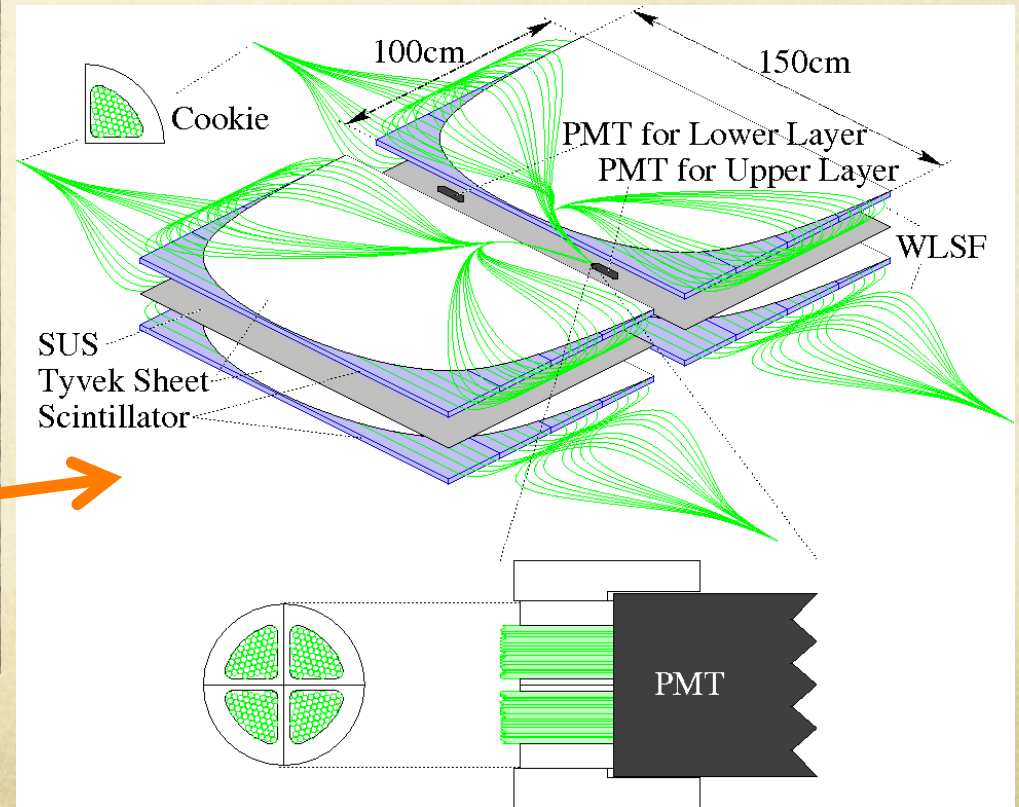 100cm
150cm
Cookie
PMT for Lower Layer
PMT for Upper Layer
WLSF
SUS
Tyvek Sheet
Scintillator
PMT